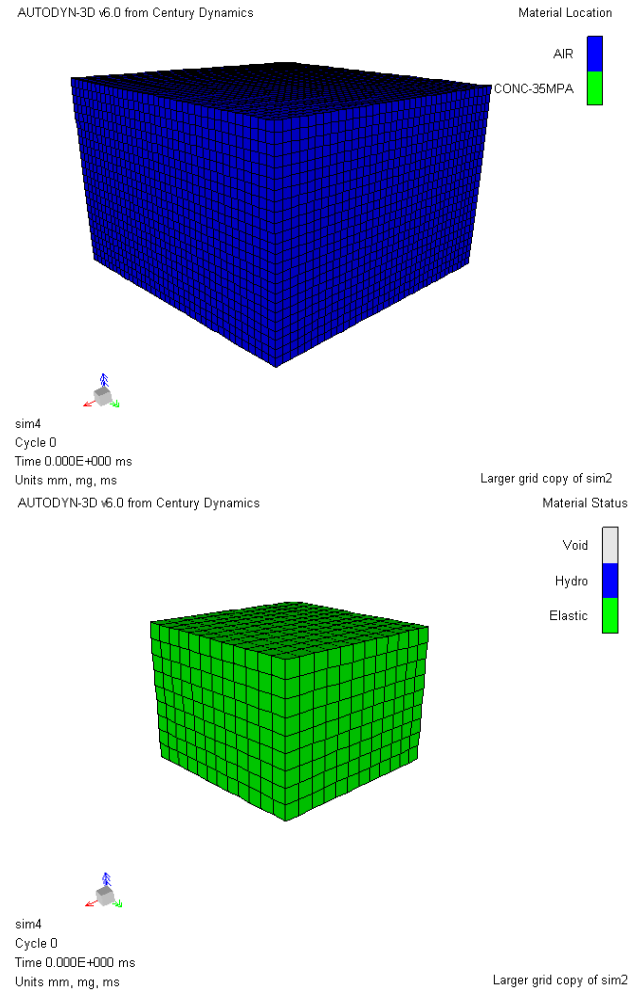 AUTODYN-3D v6.0 from Century Dynamics
Material Location
AIR
CONC-35MPA
sim4
Cycle 0
Time 0.000E+000 ms
Units mm, mg, ms
Larger grid copy of sim2
AUTODYN-3D v6.0 from Century Dynamics
Material Status
Void
Hydro
Elastic
sim4
Cycle 0
Time 0.000E+000 ms
Units mm, mg, ms
Larger grid copy of sim2